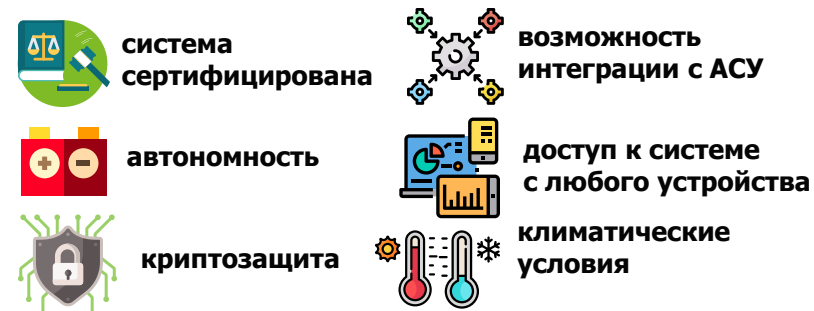 система
сертифицирована
автономность
криптозащита
возможность
интеграции с АСУ
доступ к системе
с любого устройства
климатические
условия